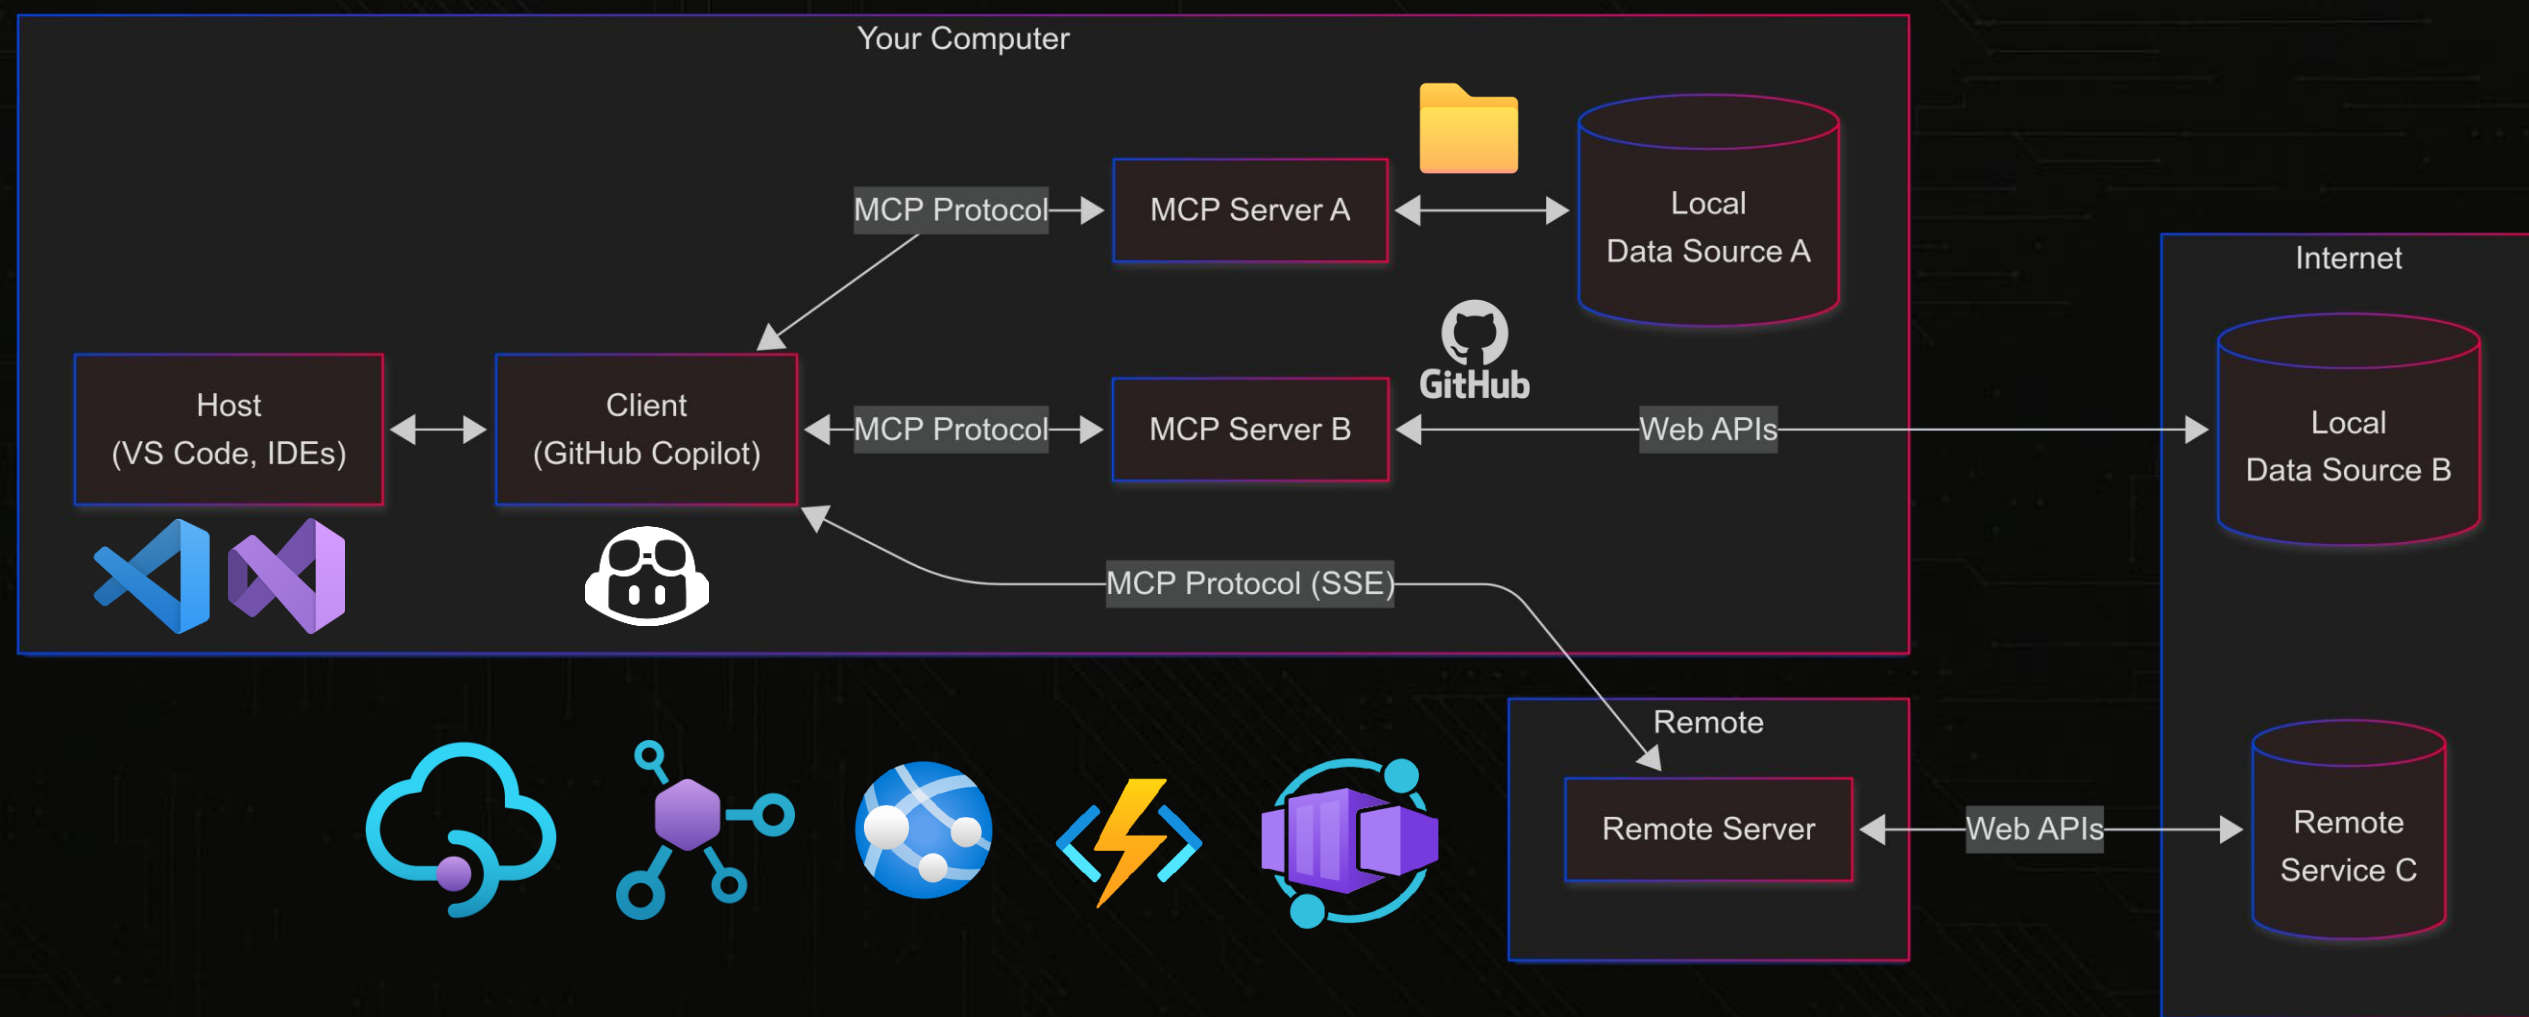 Your Computer
MCP Protocol
MCP Server A
Local
Data Source A
Internet
GitHub
Host
(VS Code, IDEs)
Client
(GitHub Copilot)
MCP Protocol
MCP Server B
Web APIs
Local
Data Source B
MCP Protocol (SSE)
Remote
Remote Server
Web APIs
Remote
Service C